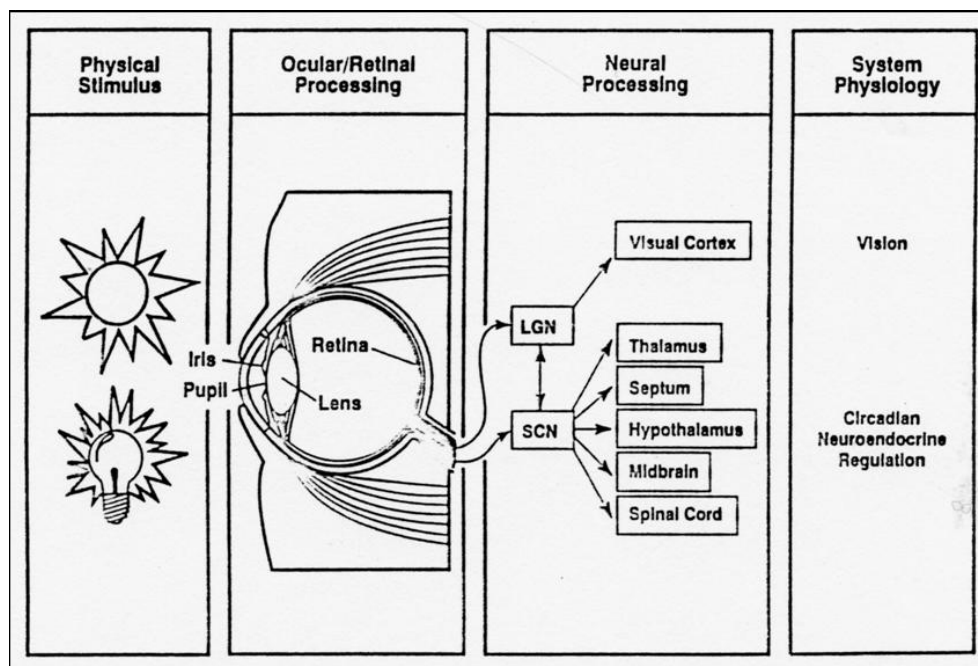 Physical
Stimulus
Ocular/Retinal
Processing
Neural
Processing
System
Physiology
Iris
Pupil
Retina
Lens
LGN
SCN
Visual Cortex
Thalamus
Septum
Hypothalamus
Midbrain
Spinal Cord
Vision
Circadian
Neuroendocrine
Regulation